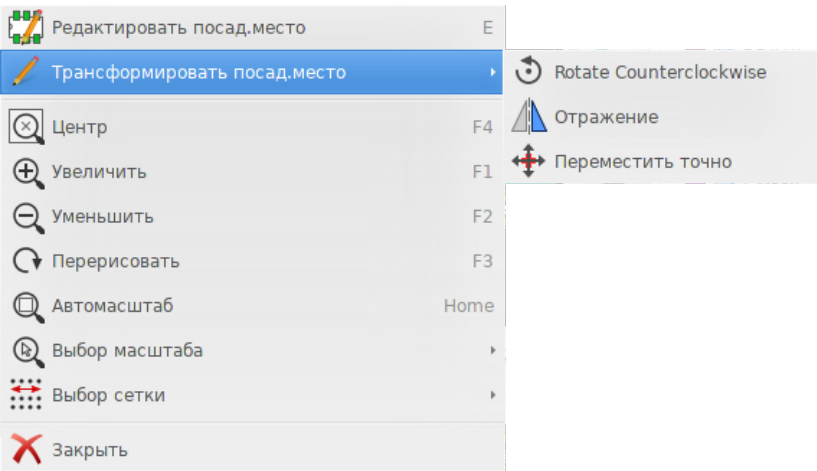 Редактировать посад.место E
Трансформировать посад.место
Rotate Counterclockwise
Отражение
Переместить точно
Центр F4
Увеличить F1
Уменьшить F2
Перерисовать F3
Автомасштаб Home
Выбор масштаба
Выбор сетки
Закрыть